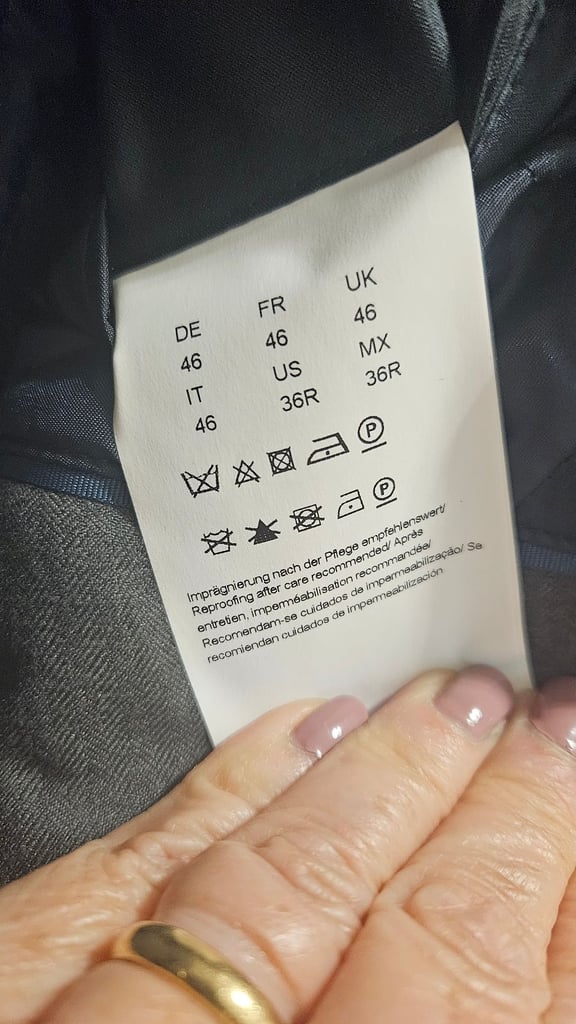 DE FR UK
46 46 46
IT US MX
46 36R 36R
P
P
Imprägnierung nach der Pflege empfehlenswert/
Reproofing after care recommended/ Après
entretien, imperméabilisation recommandée/
Recomendam-se cuidados de impermeabilização/ Se
recomiendan cuidados de impermeabilización